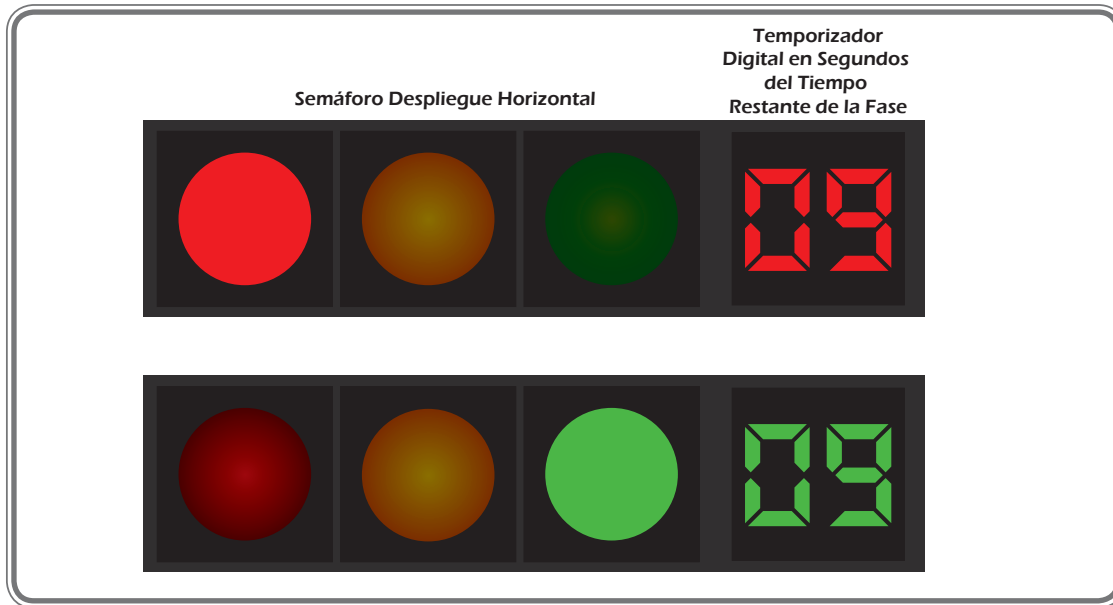 Temporizador
Digital en Segundos
del Tiempo
Restante de la Fase
Semáforo Despliegue Horizontal
09
09